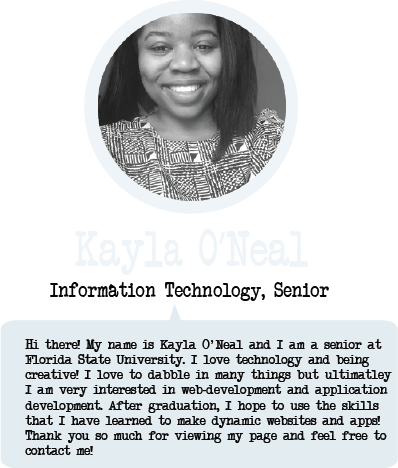 Kayla O'Neal
Information Technology, Senior
Hi there! My name is Kayla O'Neal and I am a senior at
Florida State University. I love technology and being
creative! I love to dabble in many things but ultimatley
I am very interested in web-development and application
development. After graduation, I hope to use the skills
that I have learned to make dynamic websites and apps!
Thank you so much for viewing my page and feel free to
contact me!